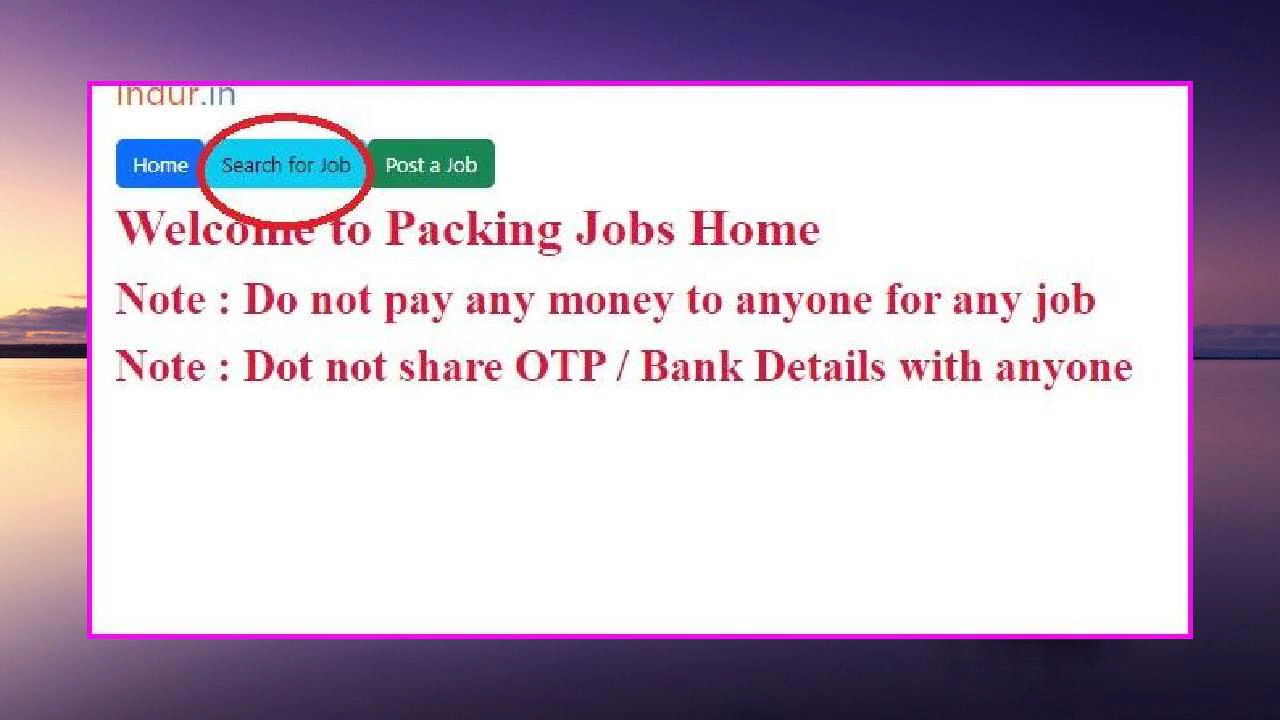 Indur.in
Home Search for Job Post a Job
Welcome to Packing Jobs Home
Note : Do not pay any money to anyone for any job
Note : Dot not share OTP / Bank Details with anyone